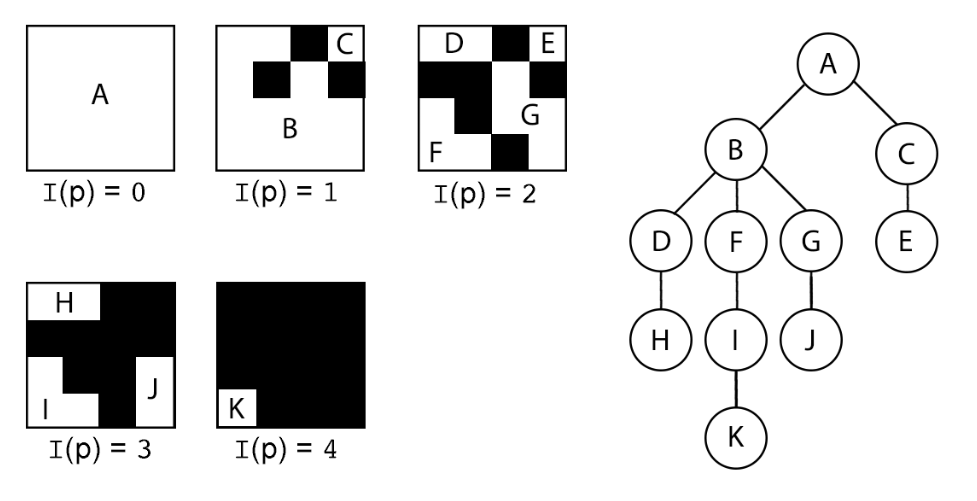 A
C
B
I(p) = 0
I(p) = 1
D
E
G
F
I(p) = 2
H
J
I
I(p) = 3
K
I(p) = 4
A
B
C
D
F
G
E
H
I
J
K